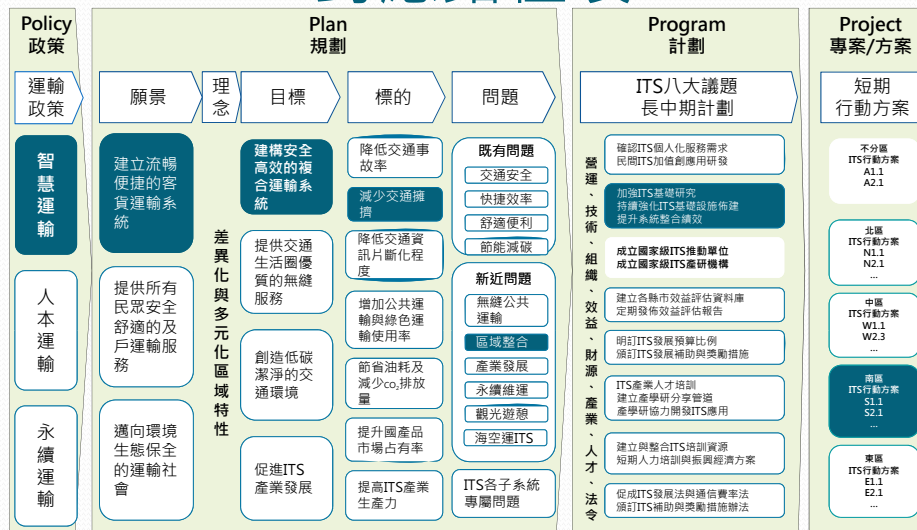 Policy
政策
Plan
規劃
Program
計劃
Project
專案/方案
運輸
政策
願景
理
念
目標
標的
問題
ITS八大議題
長中期計劃
短期
行動方案
智
慧
運
輸
人
本
運
輸
永
續
運
輸
建立流暢
便捷的客
貨運輸系
統
提供所有
民眾安全
舒適的及
戶運輸服
務
邁向環境
生態保全
的運輸社
會
差
異
化
與
多
元
化
區
域
特
性
建構安全
高效的複
合運輸系
統
提供交通
生活圈優
質的無縫
服務
創造低碳
潔淨的交
通環境
促進ITS
產業發展
降低交通事
故率
減少交通擁
擠
降低交通資
訊片斷化程
度
增加公共運
輸與綠色運
輸使用率
節省油耗及
減少co₂排放
量
提升國產品
市場占有率
提高ITS產業
生產力
既有問題
交通安全
快捷效率
舒適便利
節能減碳
新近問題
無縫公共
運輸
區域整合
產業發展
永續維運
觀光遊憩
海空運ITS
ITS各子系統
專屬問題
營
運
、
技
術
、
組
織
、
效
益
、
財
源
、
產
業
、
人
才
、
法
令
確認ITS個人化服務需求
民間ITS加值創應用研發
加強ITS基礎研究
持續強化ITS基礎設施佈建
提升系統整合績效
成立國家級ITS推動單位
成立國家級ITS產研機構
建立各縣市效益評估資料庫
定期發佈效益評估報告
明訂ITS發展預算比例
頒訂ITS發展補助與獎勵措施
ITS產業人才培訓
建立產學研分享管道
產學研協力開發ITS應用
建立與整合ITS培訓資源
短期人力培訓與振興經濟方案
促成ITS發展法與通信費率法
頒訂ITS補助與獎勵措施辦法
不分區
ITS行動方案
A1.1
A2.1
北區
ITS行動方案
N1.1
N2.1
...
中區
ITS行動方案
W1.1
W2.3
...
南區
ITS行動方案
S1.1
S2.1
...
東區
ITS行動方案
E1.1
E2.1
...